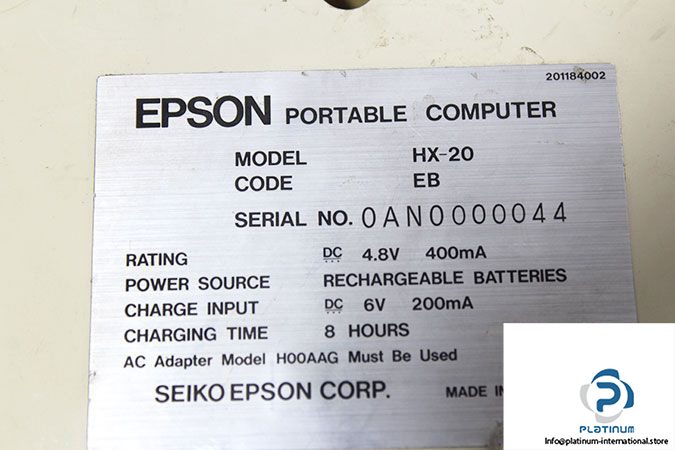 201184002
EPSON PORTABLE COMPUTER
MODEL HX-20
CODE EB
SERIAL NO. 0AN0000044
RATING DC 4.8V 400mA
POWER SOURCE RECHARGEABLE BATTERIES
CHARGE INPUT DC 6V 200mA
CHARGING TIME 8 HOURS
AC Adapter Model H00AAG Must Be Used
SEIKO EPSON CORP. MADE IN
PLATINUM
Info@platinum-international.store